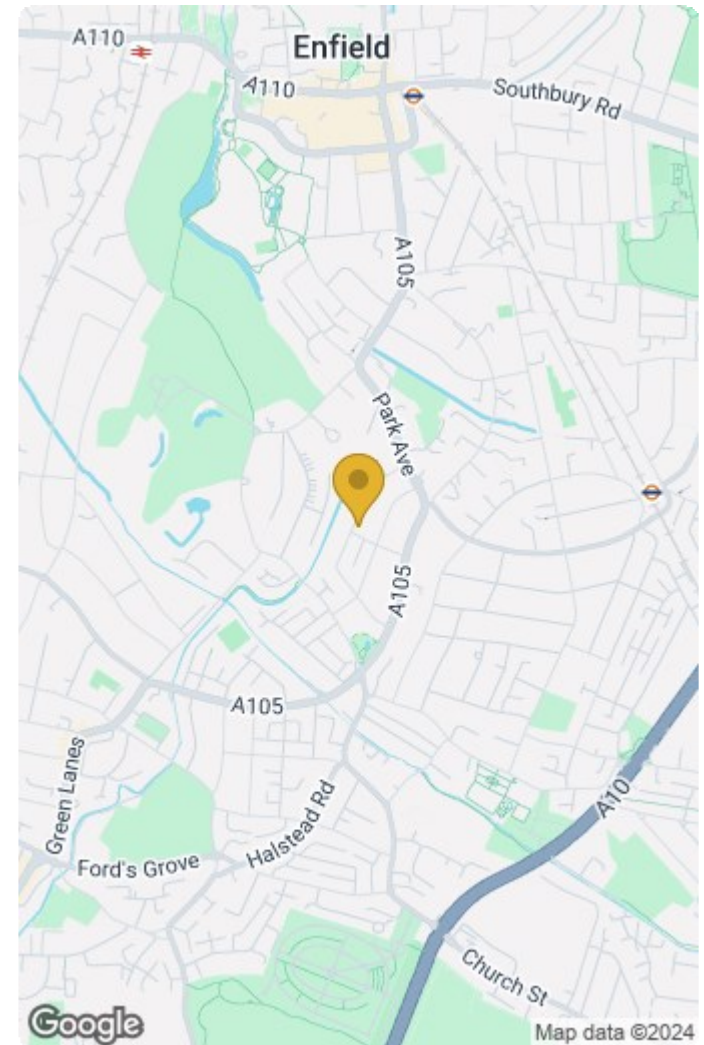 A110
Enfield
A110
Southbury Rd
A105
Park Ave
A105
A105
Green Lanes
Halstead Rd
A10
Ford's Grove
Church St
Google
Map data ©2024